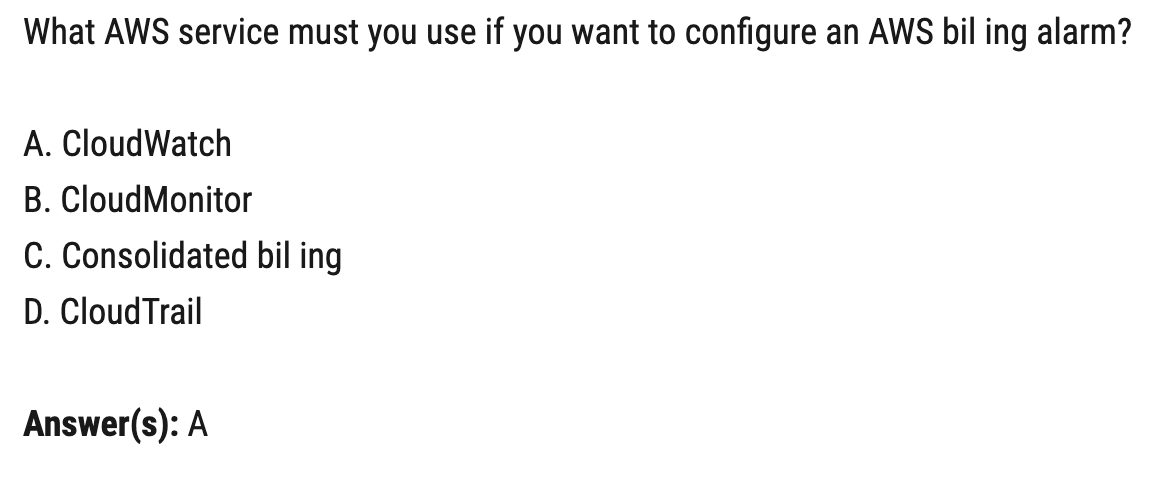 What AWS service must you use if you want to configure an AWS bil ing alarm?
A. CloudWatch
B. CloudMonitor
C. Consolidated bil ing
D. CloudTrail
Answer(s): A